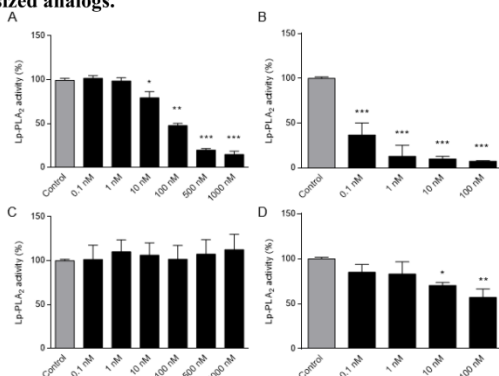 sized analogs.
A
Lp-PLA₂ activity (%)
150
100
50
0
*
**
***
***
Control
0.1 nM
1 nM
10 nM
100 nM
500 nM
1000 nM
B
Lp-PLA₂ activity (%)
150
100
50
0
***
***
***
***
Control
0.1 nM
1 nM
10 nM
100 nM
C
Lp-PLA₂ activity (%)
150
100
50
0
Control
0.1 nM
1 nM
10 nM
100 nM
500 nM
000 nM
D
Lp-PLA₂ activity (%)
150
100
50
0
*
**
Control
0.1 nM
1 nM
10 nM
100 nM